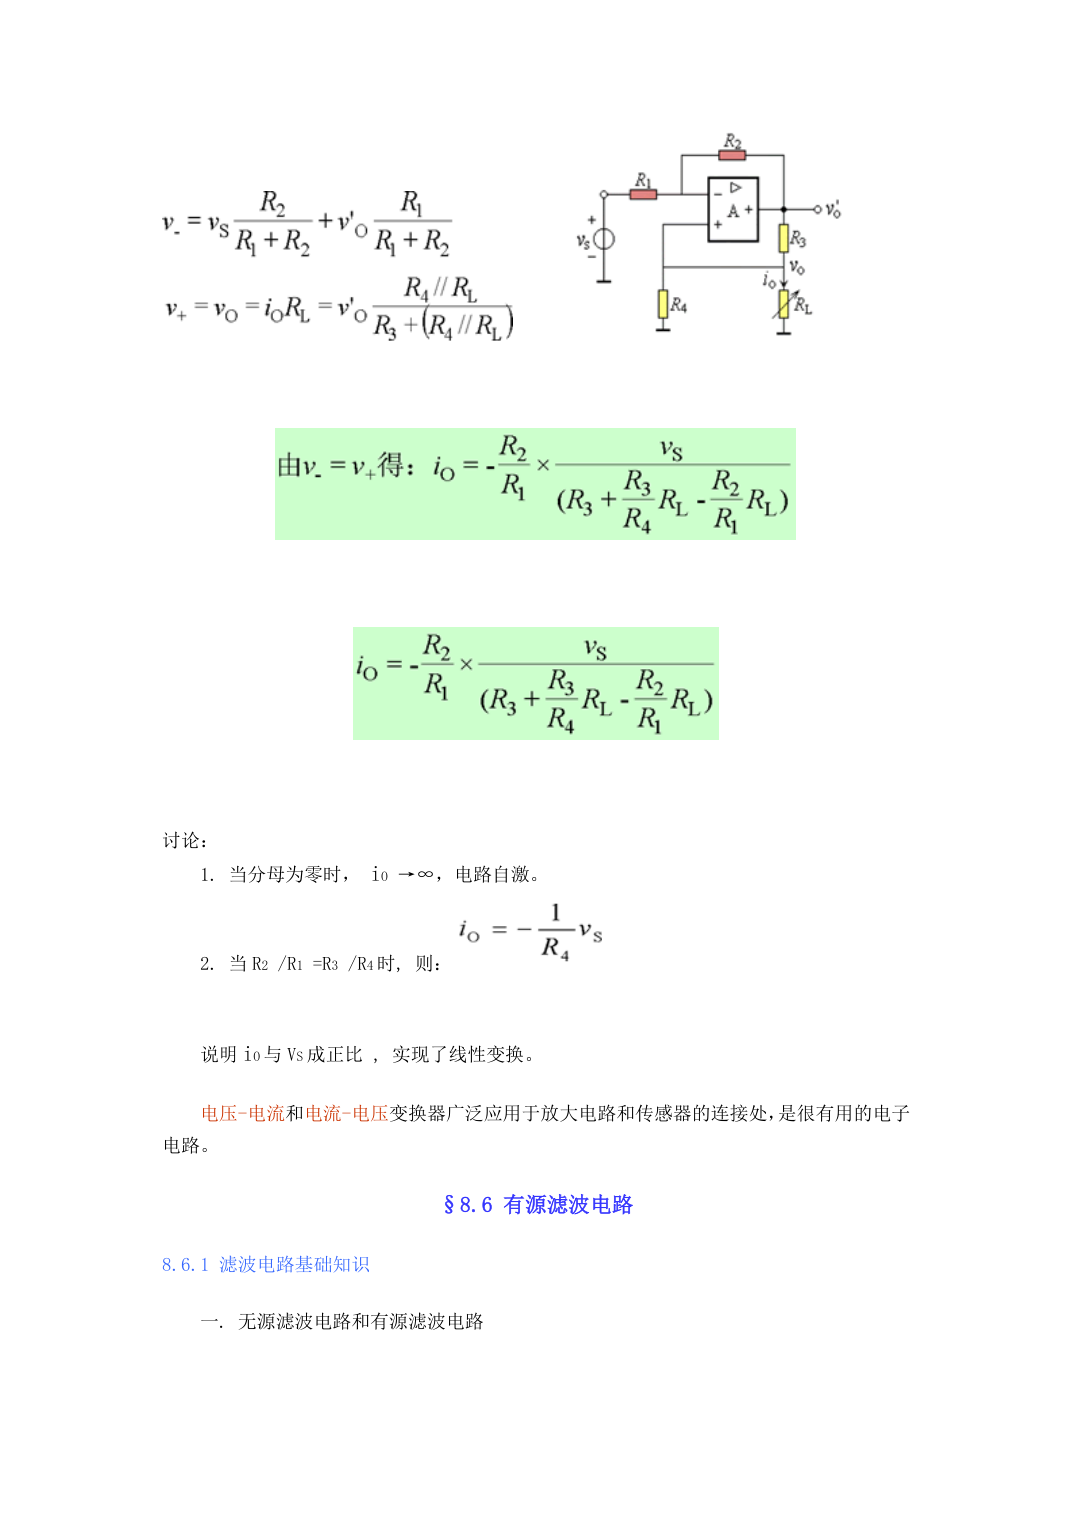 v₋ = vS R2/(R1 + R2) + v'O R1/(R1 + R2)
v₊ = vO = iO RL = v'O (R4 // RL)/(R3 + (R4 // RL))
R2
R1
▷
-
A +
+
v'O
+
vS
-
R3
vO
iO
R4
RL
由v₋ = v₊得: iO = - R2/R1 × vS/(R3 + R3/R4 RL - R2/R1 RL)
iO = - R2/R1 × vS/(R3 + R3/R4 RL - R2/R1 RL)
讨论:
1. 当分母为零时, iO →∞,电路自激。
2. 当 R2 /R1 =R3 /R4 时, 则: iO = - 1/R4 vS
说明 iO 与 VS 成正比 , 实现了线性变换。
电压-电流和电流-电压变换器广泛应用于放大电路和传感器的连接处,是很有用的电子
电路。
§8.6 有源滤波电路
8.6.1 滤波电路基础知识
一. 无源滤波电路和有源滤波电路